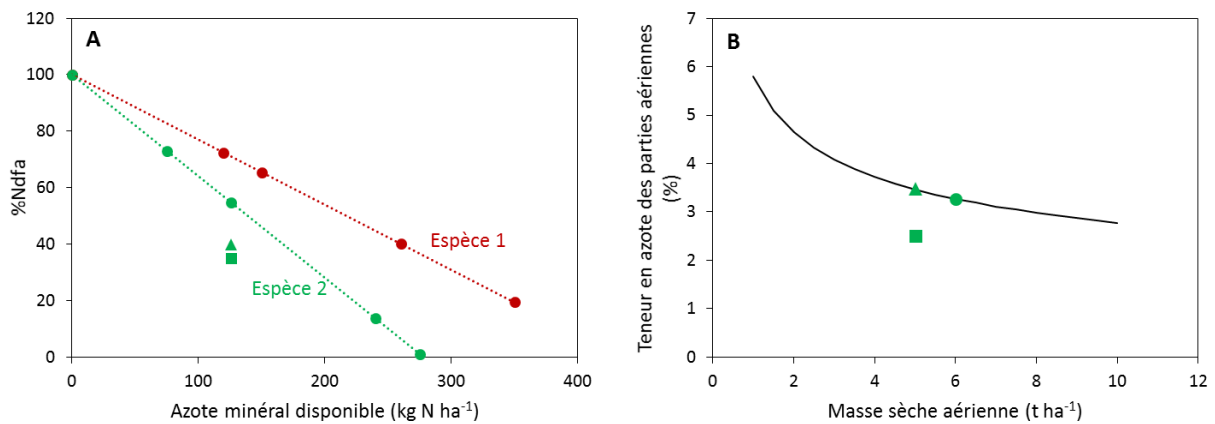 A
%Ndfa
120
100
80
60
40
20
0
Espèce 1
Espèce 2
0 100 200 300 400
Azote minéral disponible (kg N ha⁻¹)
B
Teneur en azote des parties aériennes
(%)
7
6
5
4
3
2
1
0
0 2 4 6 8 10 12
Masse sèche aérienne (t ha⁻¹)